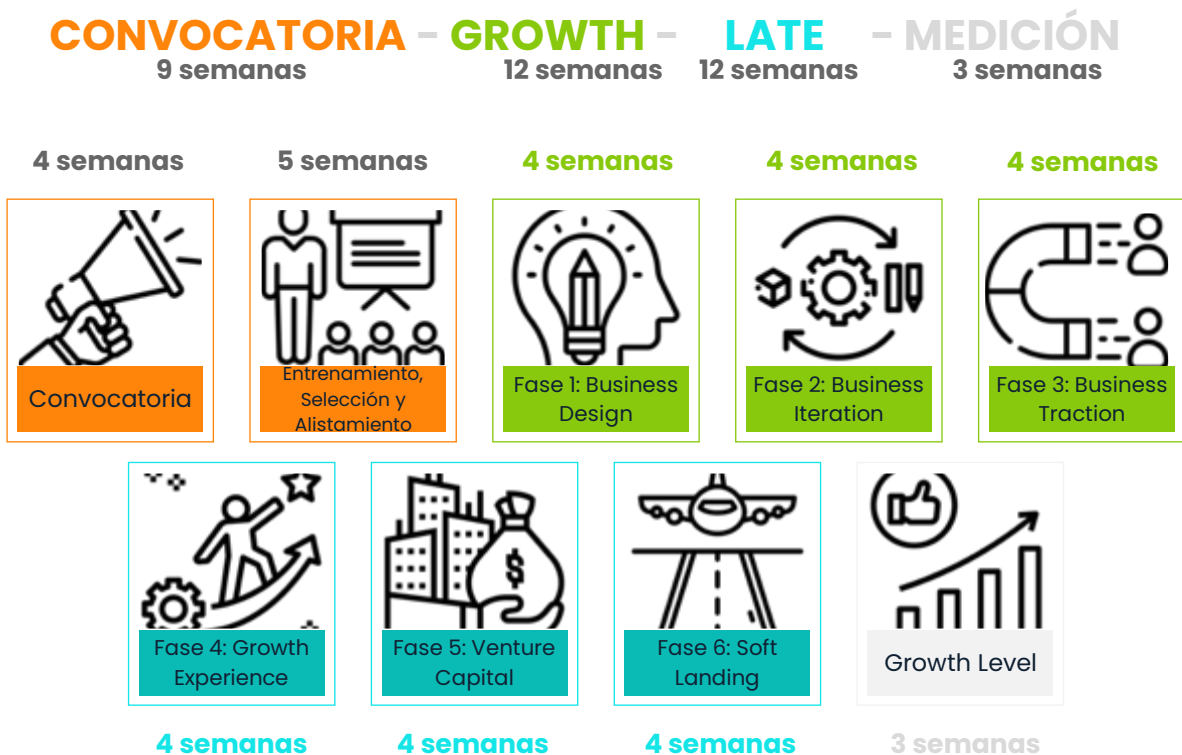 CONVOCATORIA - GROWTH - LATE - MEDICIÓN
9 semanas 12 semanas 12 semanas 3 semanas
4 semanas 5 semanas 4 semanas 4 semanas 4 semanas
Convocatoria
Entrenamiento,
Selección y
Alistamiento
Fase 1: Business
Design
Fase 2: Business
Iteration
Fase 3: Business
Traction
$
Fase 4: Growth
Experience
Fase 5: Venture
Capital
Fase 6: Soft
Landing
Growth Level
4 semanas 4 semanas 4 semanas 3 semanas